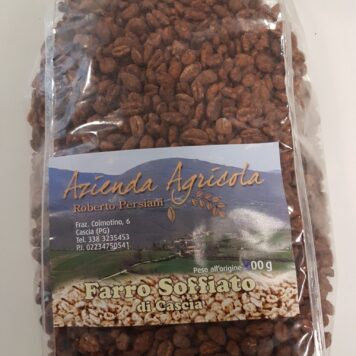 Azienda Agricola
Roberto Persiani
Fraz. Colmotino, 6
Cascia (PG)
Tel. 338 3235453
P.I. 02234750541
Peso all'origine 00 g
Farro Soffiato
di Cascia